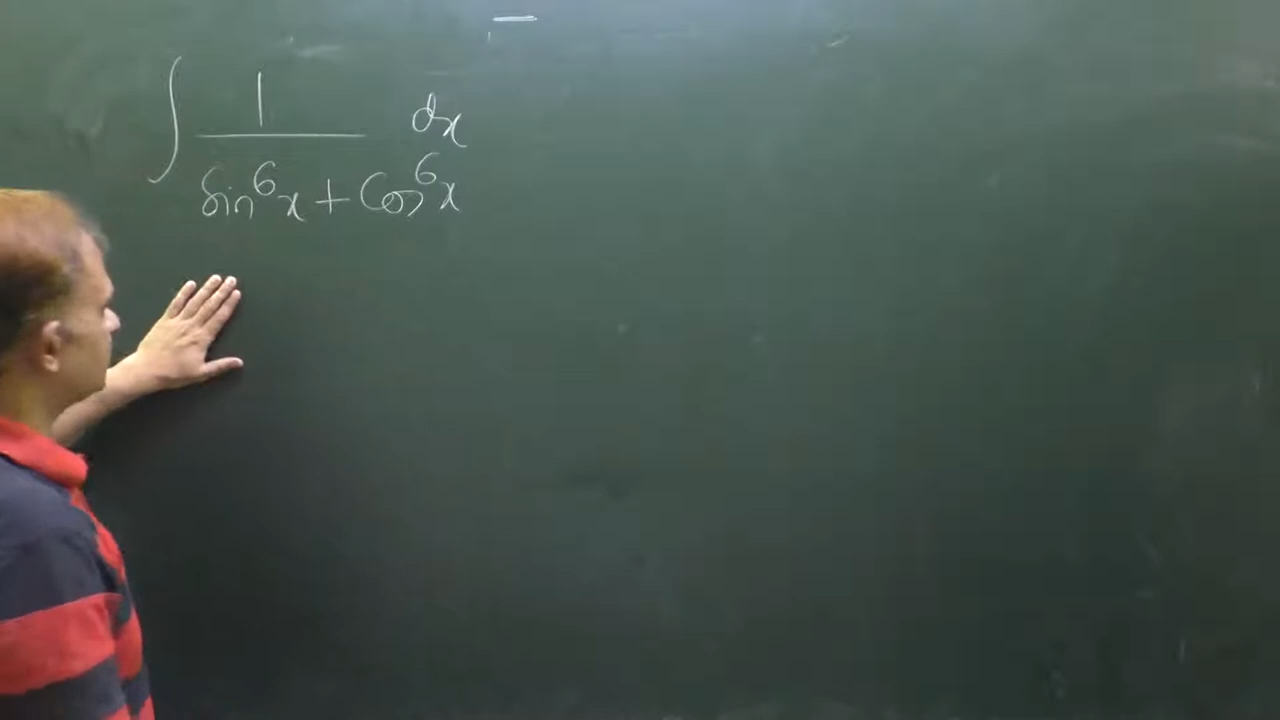 ∫ 1 / (sin⁶x + Cos⁶x) dx